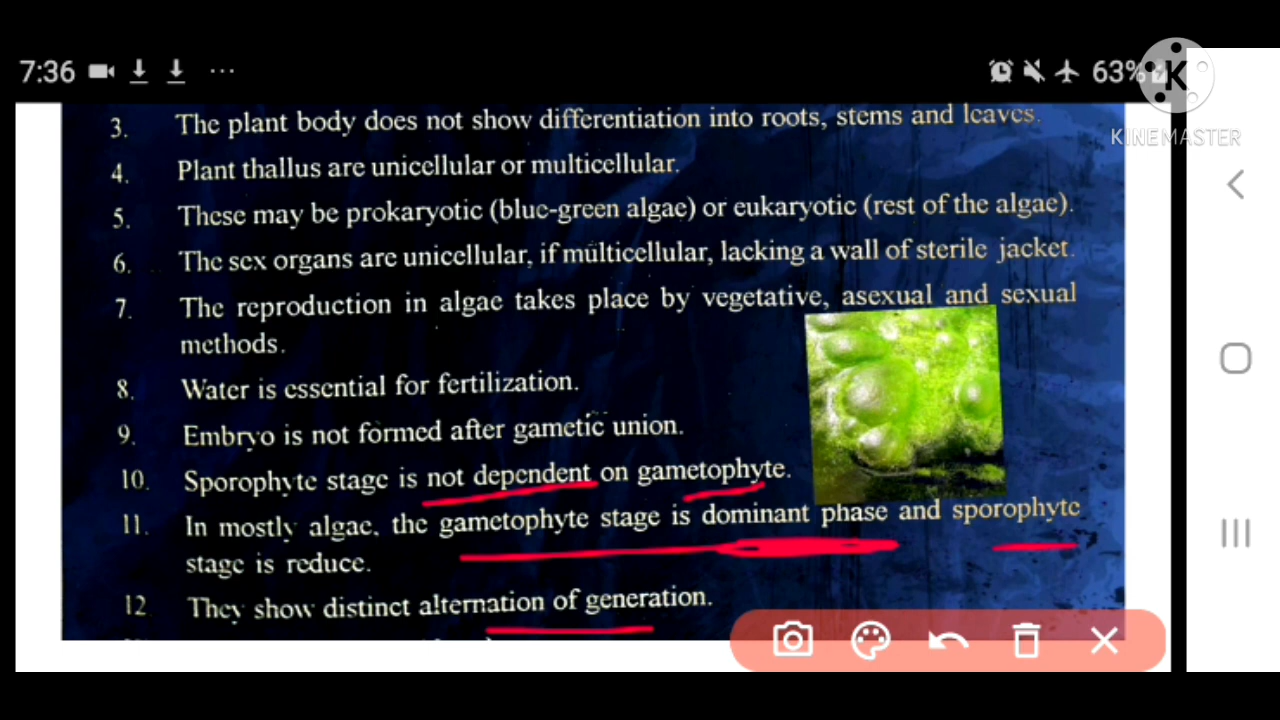 7:36 ... 63%
K
KINEMASTER
3. The plant body does not show differentiation into roots, stems and leaves.
4. Plant thallus are unicellular or multicellular.
5. These may be prokaryotic (blue-green algae) or eukaryotic (rest of the algae).
6. The sex organs are unicellular, if multicellular, lacking a wall of sterile jacket.
7. The reproduction in algae takes place by vegetative, asexual and sexual
methods.
8. Water is essential for fertilization.
9. Embryo is not formed after gametic union.
10. Sporophyte stage is not dependent on gametophyte.
11. In mostly algae, the gametophyte stage is dominant phase and sporophyte
stage is reduce.
12 They show distinct alternation of generation.